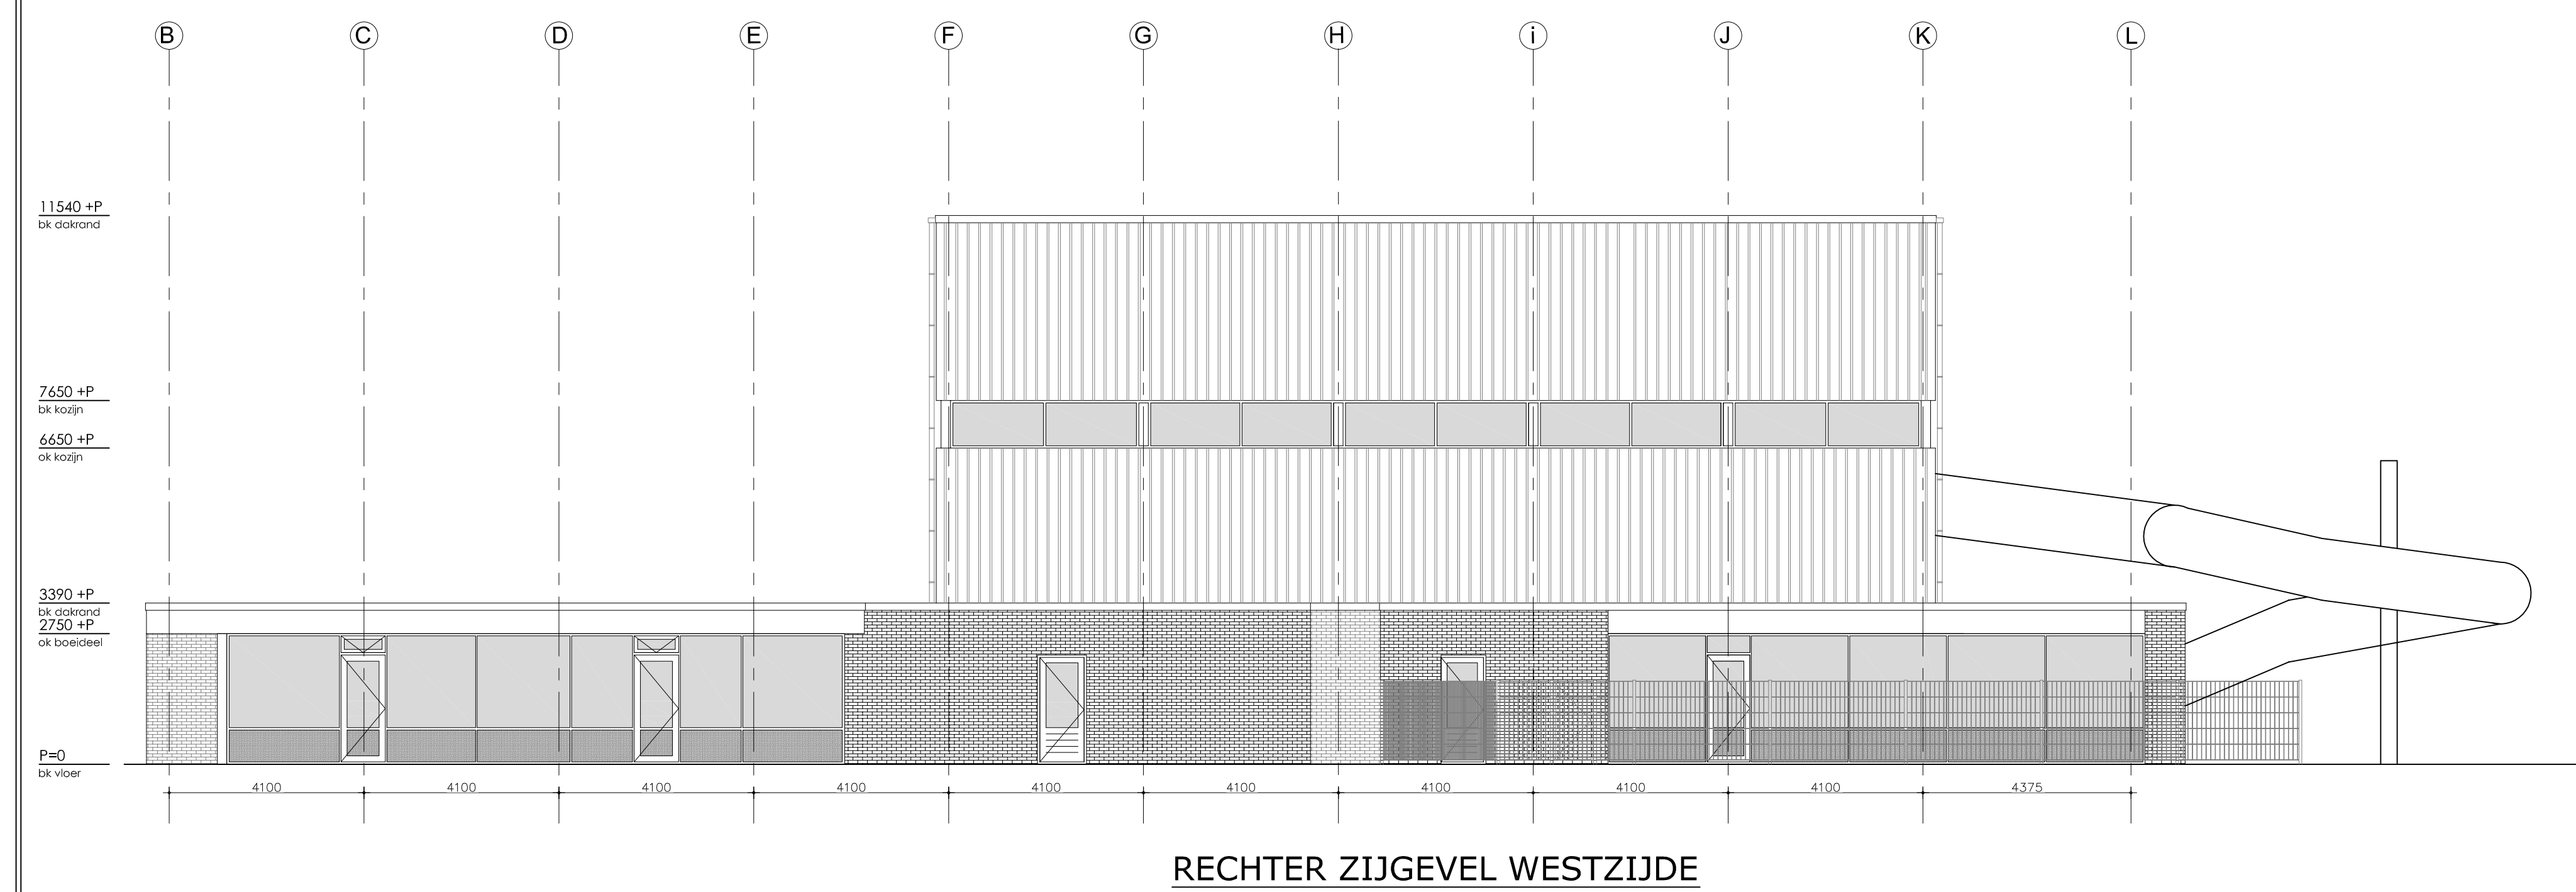 B C D E F G H i J K L
11540 +P
bk dakrand
7650 +P
bk kozijn
6650 +P
ok kozijn
3390 +P
bk dakrand
2750 +P
ok boeideel
P=0
bk vloer
4100 4100 4100 4100 4100 4100 4100 4100 4100 4375
RECHTER ZIJGEVEL WESTZIJDE